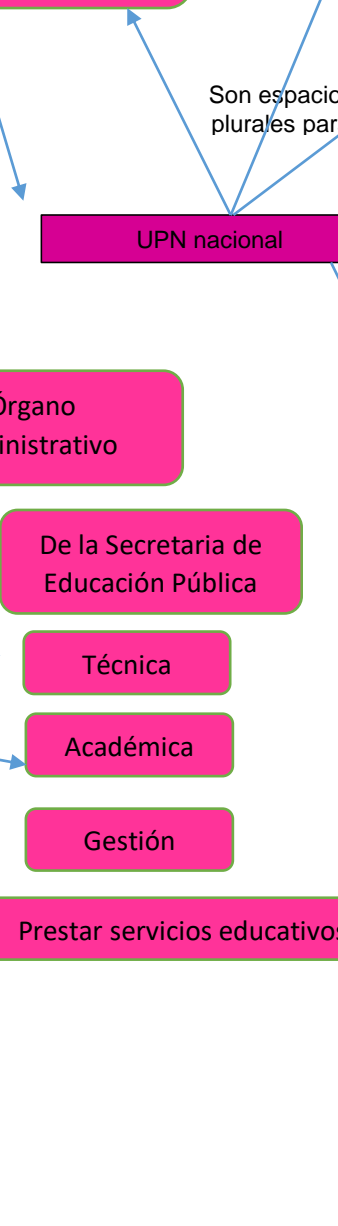 Son espacio
plurales par
UPN nacional
Órgano
inistrativo
De la Secretaria de
Educación Pública
Técnica
Académica
Gestión
Prestar servicios educativos